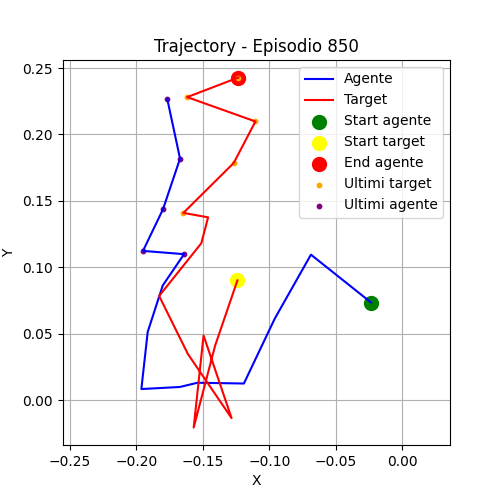 Trajectory - Episodio 850
Agente
Target
Start agente
Start target
End agente
Ultimi target
Ultimi agente
0.25
0.20
0.15
0.10
0.05
0.00
Y
−0.25
−0.20
−0.15
−0.10
−0.05
0.00
X